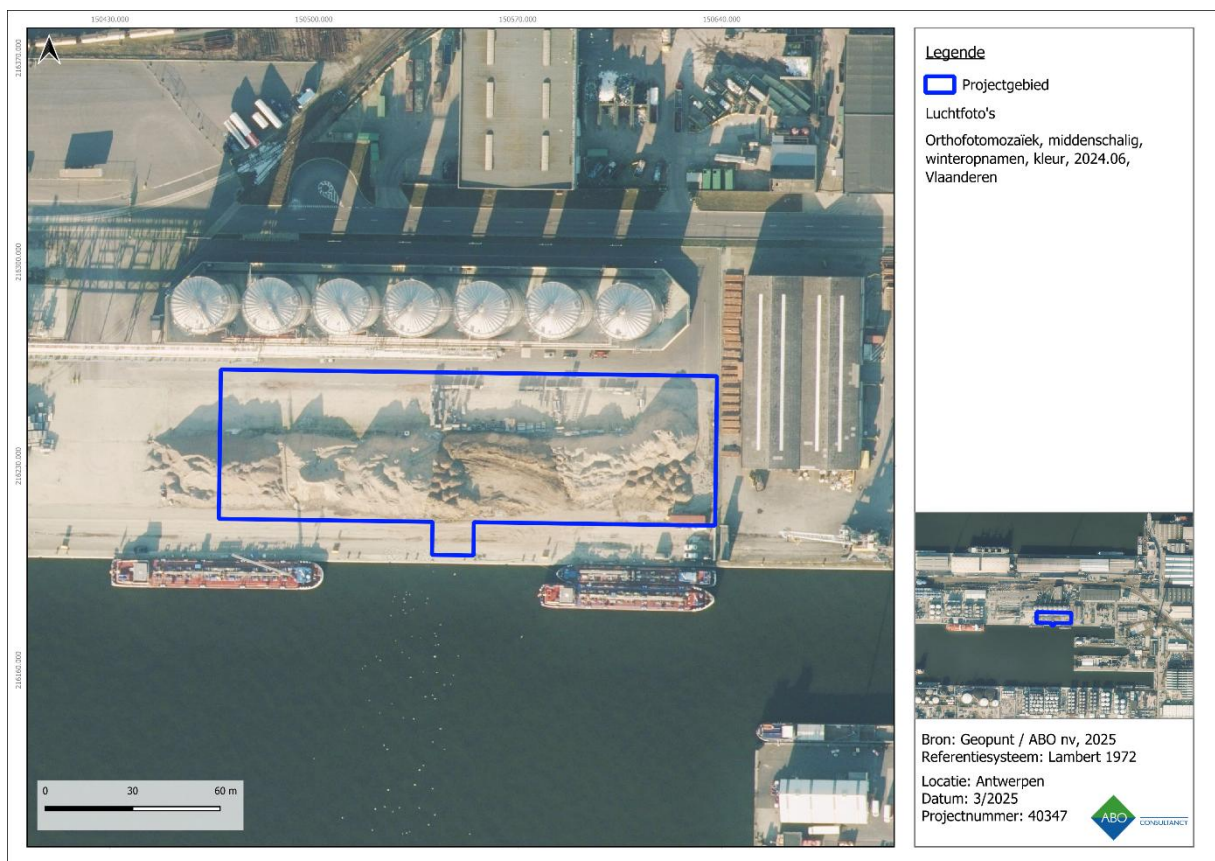 150430.000 150500.000 150570.000 150640.000
216370.000
216300.000
216230.000
216160.000
0 30 60 m
Legende
Projectgebied
Luchtfoto's
Orthofotomozaïek, middenschalig,
winteropnamen, kleur, 2024.06,
Vlaanderen
Bron: Geopunt / ABO nv, 2025
Referentiesysteem: Lambert 1972
Locatie: Antwerpen
Datum: 3/2025
Projectnummer: 40347
ABO CONSULTANCY